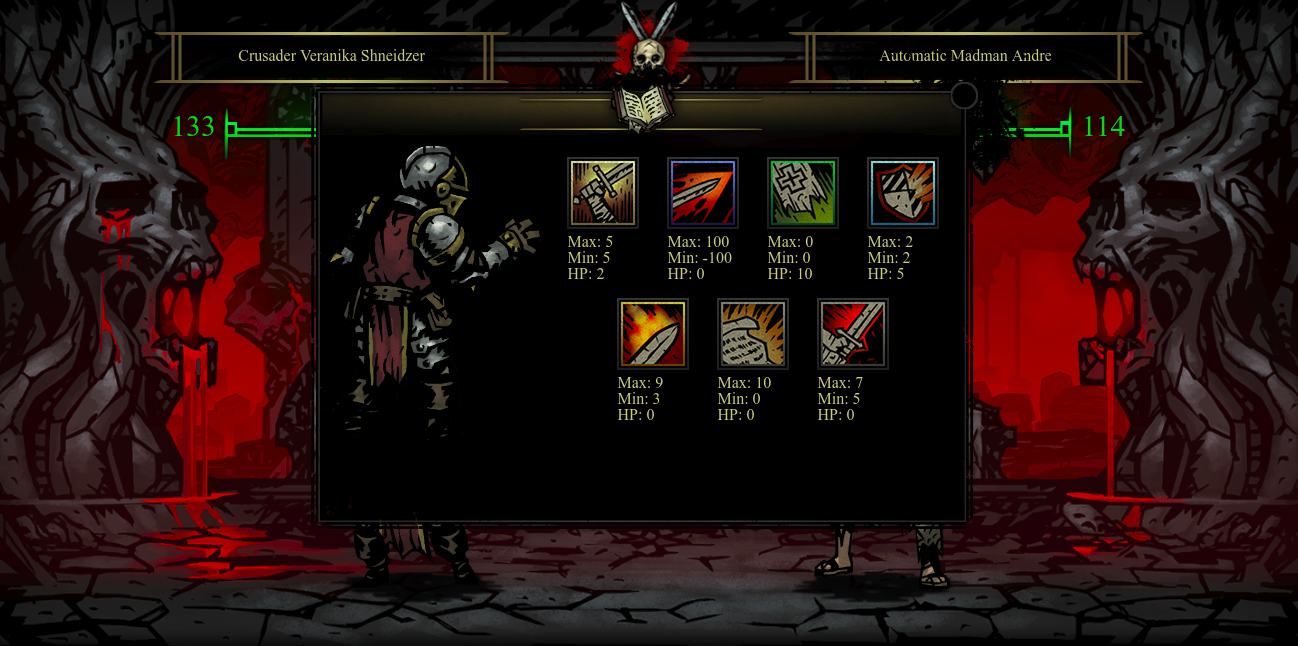 Crusader Veranika Shneidzer
Automatic Madman Andre
133
114
Max: 5
Min: 5
HP: 2
Max: 100
Min: -100
HP: 0
Max: 0
Min: 0
HP: 10
Max: 2
Min: 2
HP: 5
Max: 9
Min: 3
HP: 0
Max: 10
Min: 0
HP: 0
Max: 7
Min: 5
HP: 0